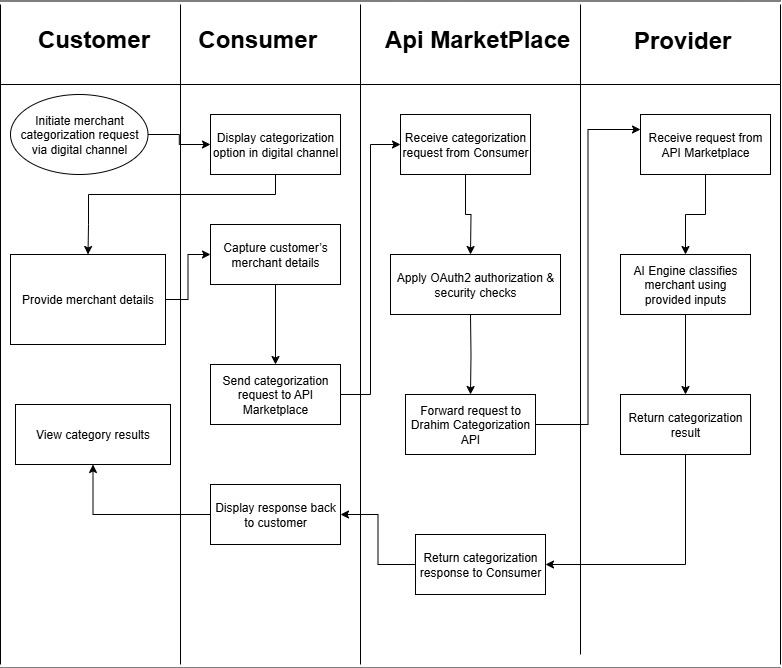 Customer
Consumer
Api MarketPlace
Provider
Initiate merchant
categorization request
via digital channel
Display categorization
option in digital channel
Receive categorization
request from Consumer
Receive request from
API Marketplace
Provide merchant details
Capture customer's
merchant details
Apply OAuth2 authorization &
security checks
AI Engine classifies
merchant using
provided inputs
Send categorization
request to API
Marketplace
Forward request to
Drahim Categorization
API
Return categorization
result
View category results
Display response back
to customer
Return categorization
response to Consumer